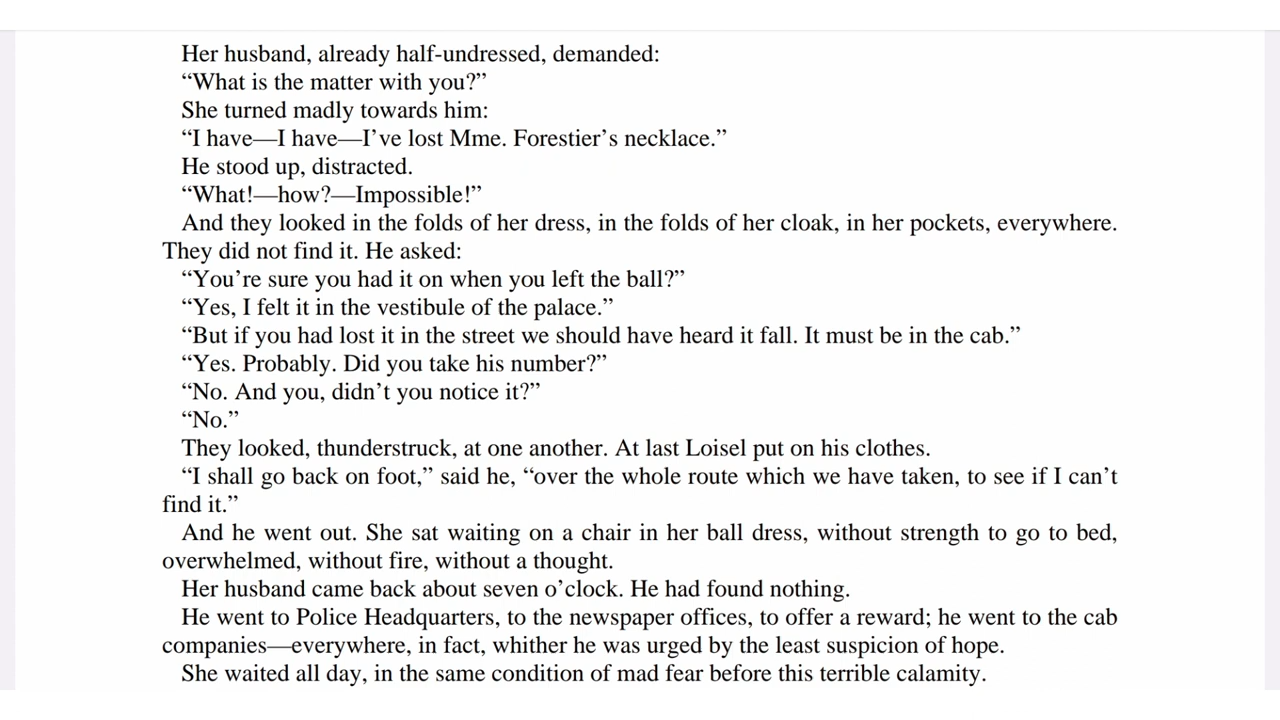 Her husband, already half-undressed, demanded:
“What is the matter with you?”
She turned madly towards him:
“I have—I have—I’ve lost Mme. Forestier’s necklace.”
He stood up, distracted.
“What!—how?—Impossible!”
And they looked in the folds of her dress, in the folds of her cloak, in her pockets, everywhere.
They did not find it. He asked:
“You’re sure you had it on when you left the ball?”
“Yes, I felt it in the vestibule of the palace.”
“But if you had lost it in the street we should have heard it fall. It must be in the cab.”
“Yes. Probably. Did you take his number?”
“No. And you, didn’t you notice it?”
“No.”
They looked, thunderstruck, at one another. At last Loisel put on his clothes.
“I shall go back on foot,” said he, “over the whole route which we have taken, to see if I can’t
find it.”
And he went out. She sat waiting on a chair in her ball dress, without strength to go to bed,
overwhelmed, without fire, without a thought.
Her husband came back about seven o’clock. He had found nothing.
He went to Police Headquarters, to the newspaper offices, to offer a reward; he went to the cab
companies—everywhere, in fact, whither he was urged by the least suspicion of hope.
She waited all day, in the same condition of mad fear before this terrible calamity.